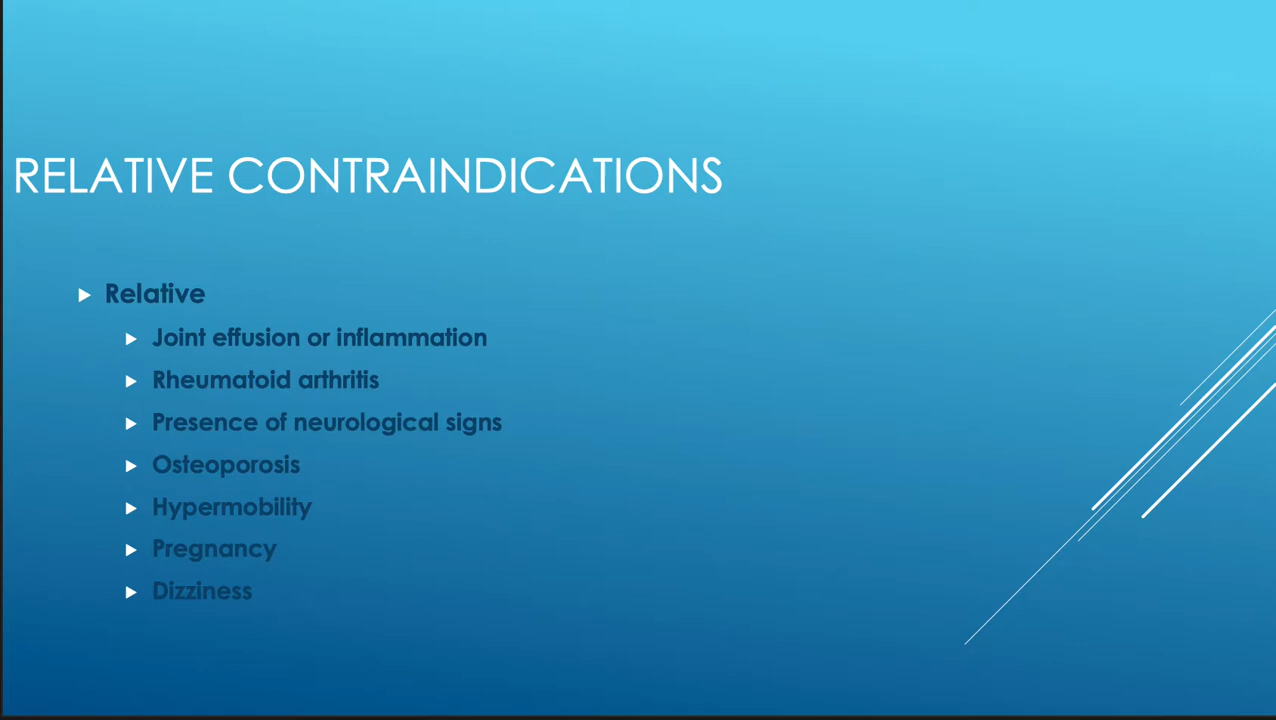 RELATIVE CONTRAINDICATIONS
Relative
Joint effusion or inflammation
Rheumatoid arthritis
Presence of neurological signs
Osteoporosis
Hypermobility
Pregnancy
Dizziness